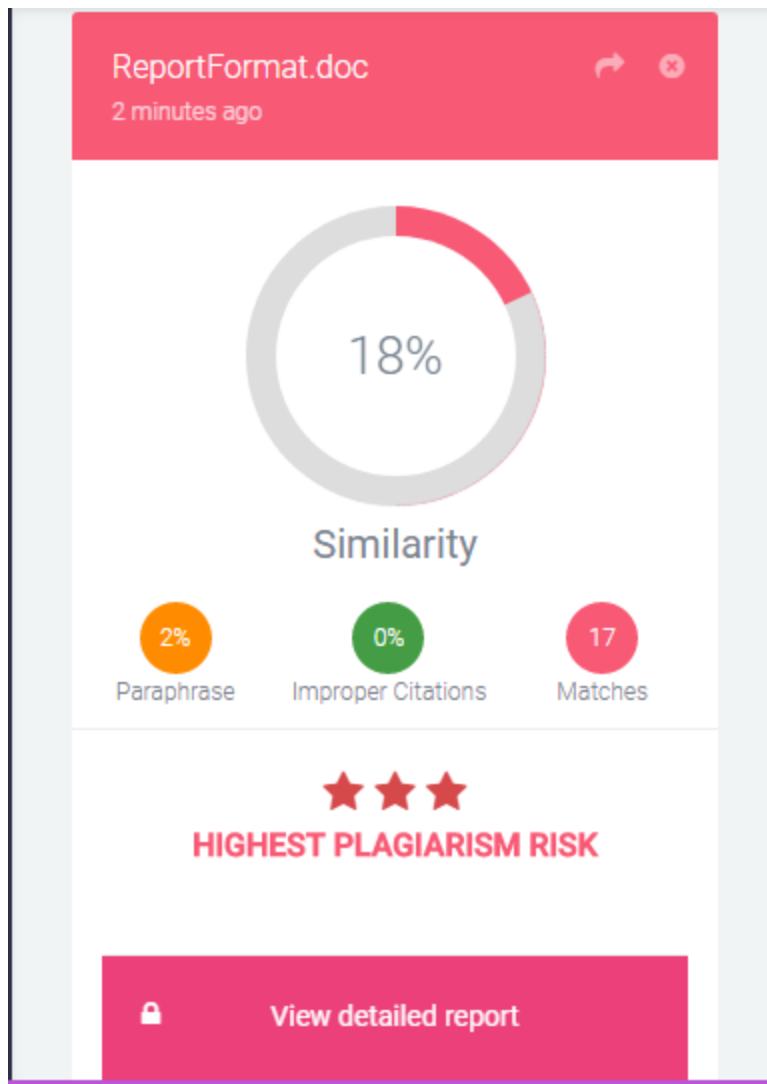 ReportFormat.doc
2 minutes ago
18%
Similarity
2% 0% 17
Paraphrase Improper Citations Matches
HIGHEST PLAGIARISM RISK
View detailed report